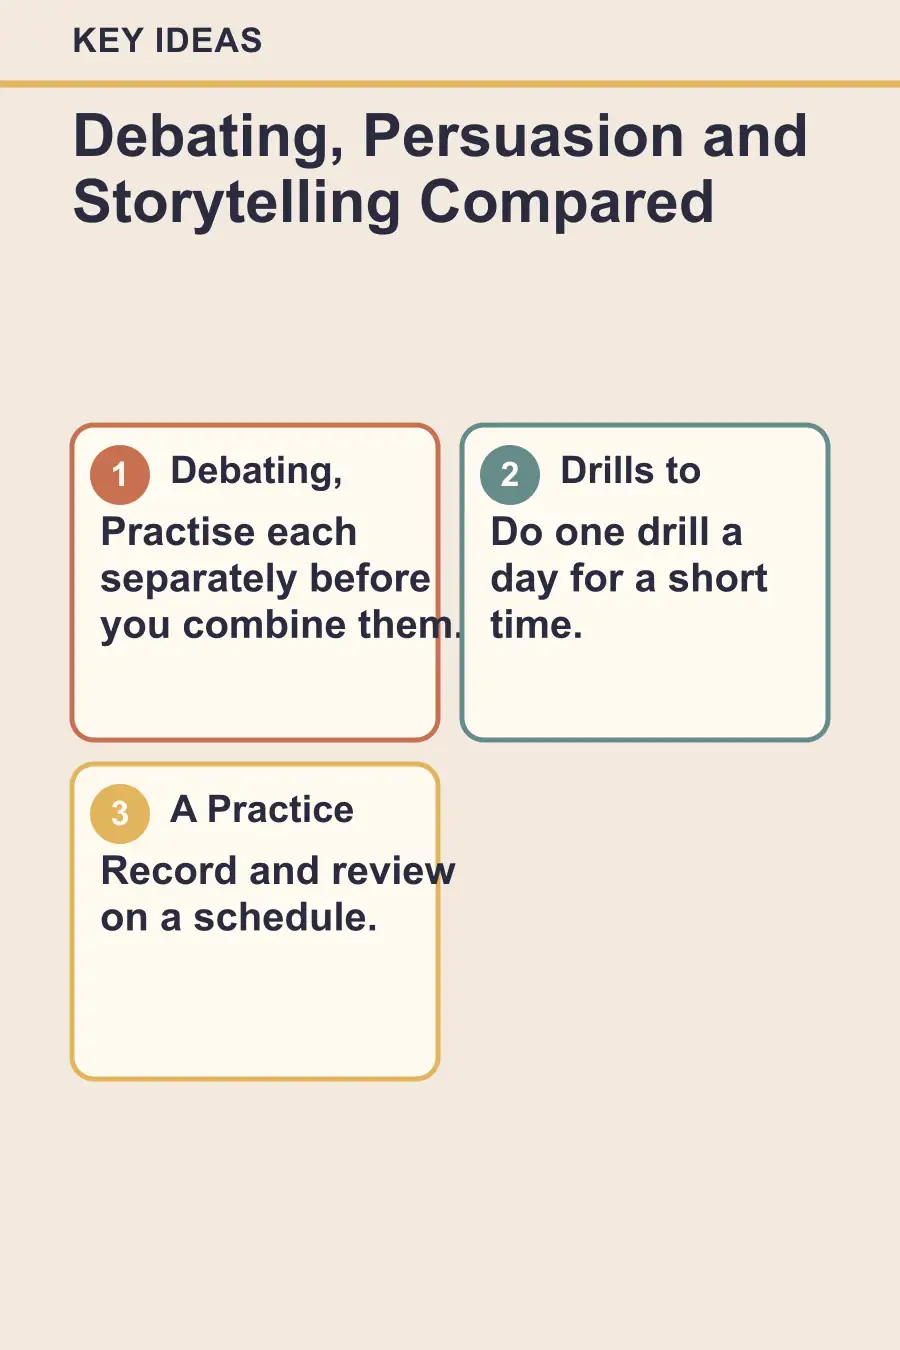 KEY IDEAS
Debating, Persuasion and
Storytelling Compared
1 Debating,
Practise each
separately before
you combine them.
2 Drills to
Do one drill a
day for a short
time.
3 A Practice
Record and review
on a schedule.